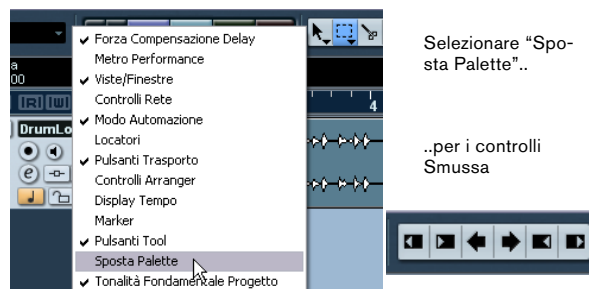 a
00
[R] [W]
4
DrumLo
e
Forza Compensazione Delay
Metro Performance
Viste/Finestre
Controlli Rete
Modo Automazione
Locatori
Pulsanti Trasporto
Controlli Arranger
Display Tempo
Marker
Pulsanti Tool
Sposta Palette
Tonalità Fondamentale Progetto
Selezionare “Spo-
sta Palette”..
..per i controlli
Smussa